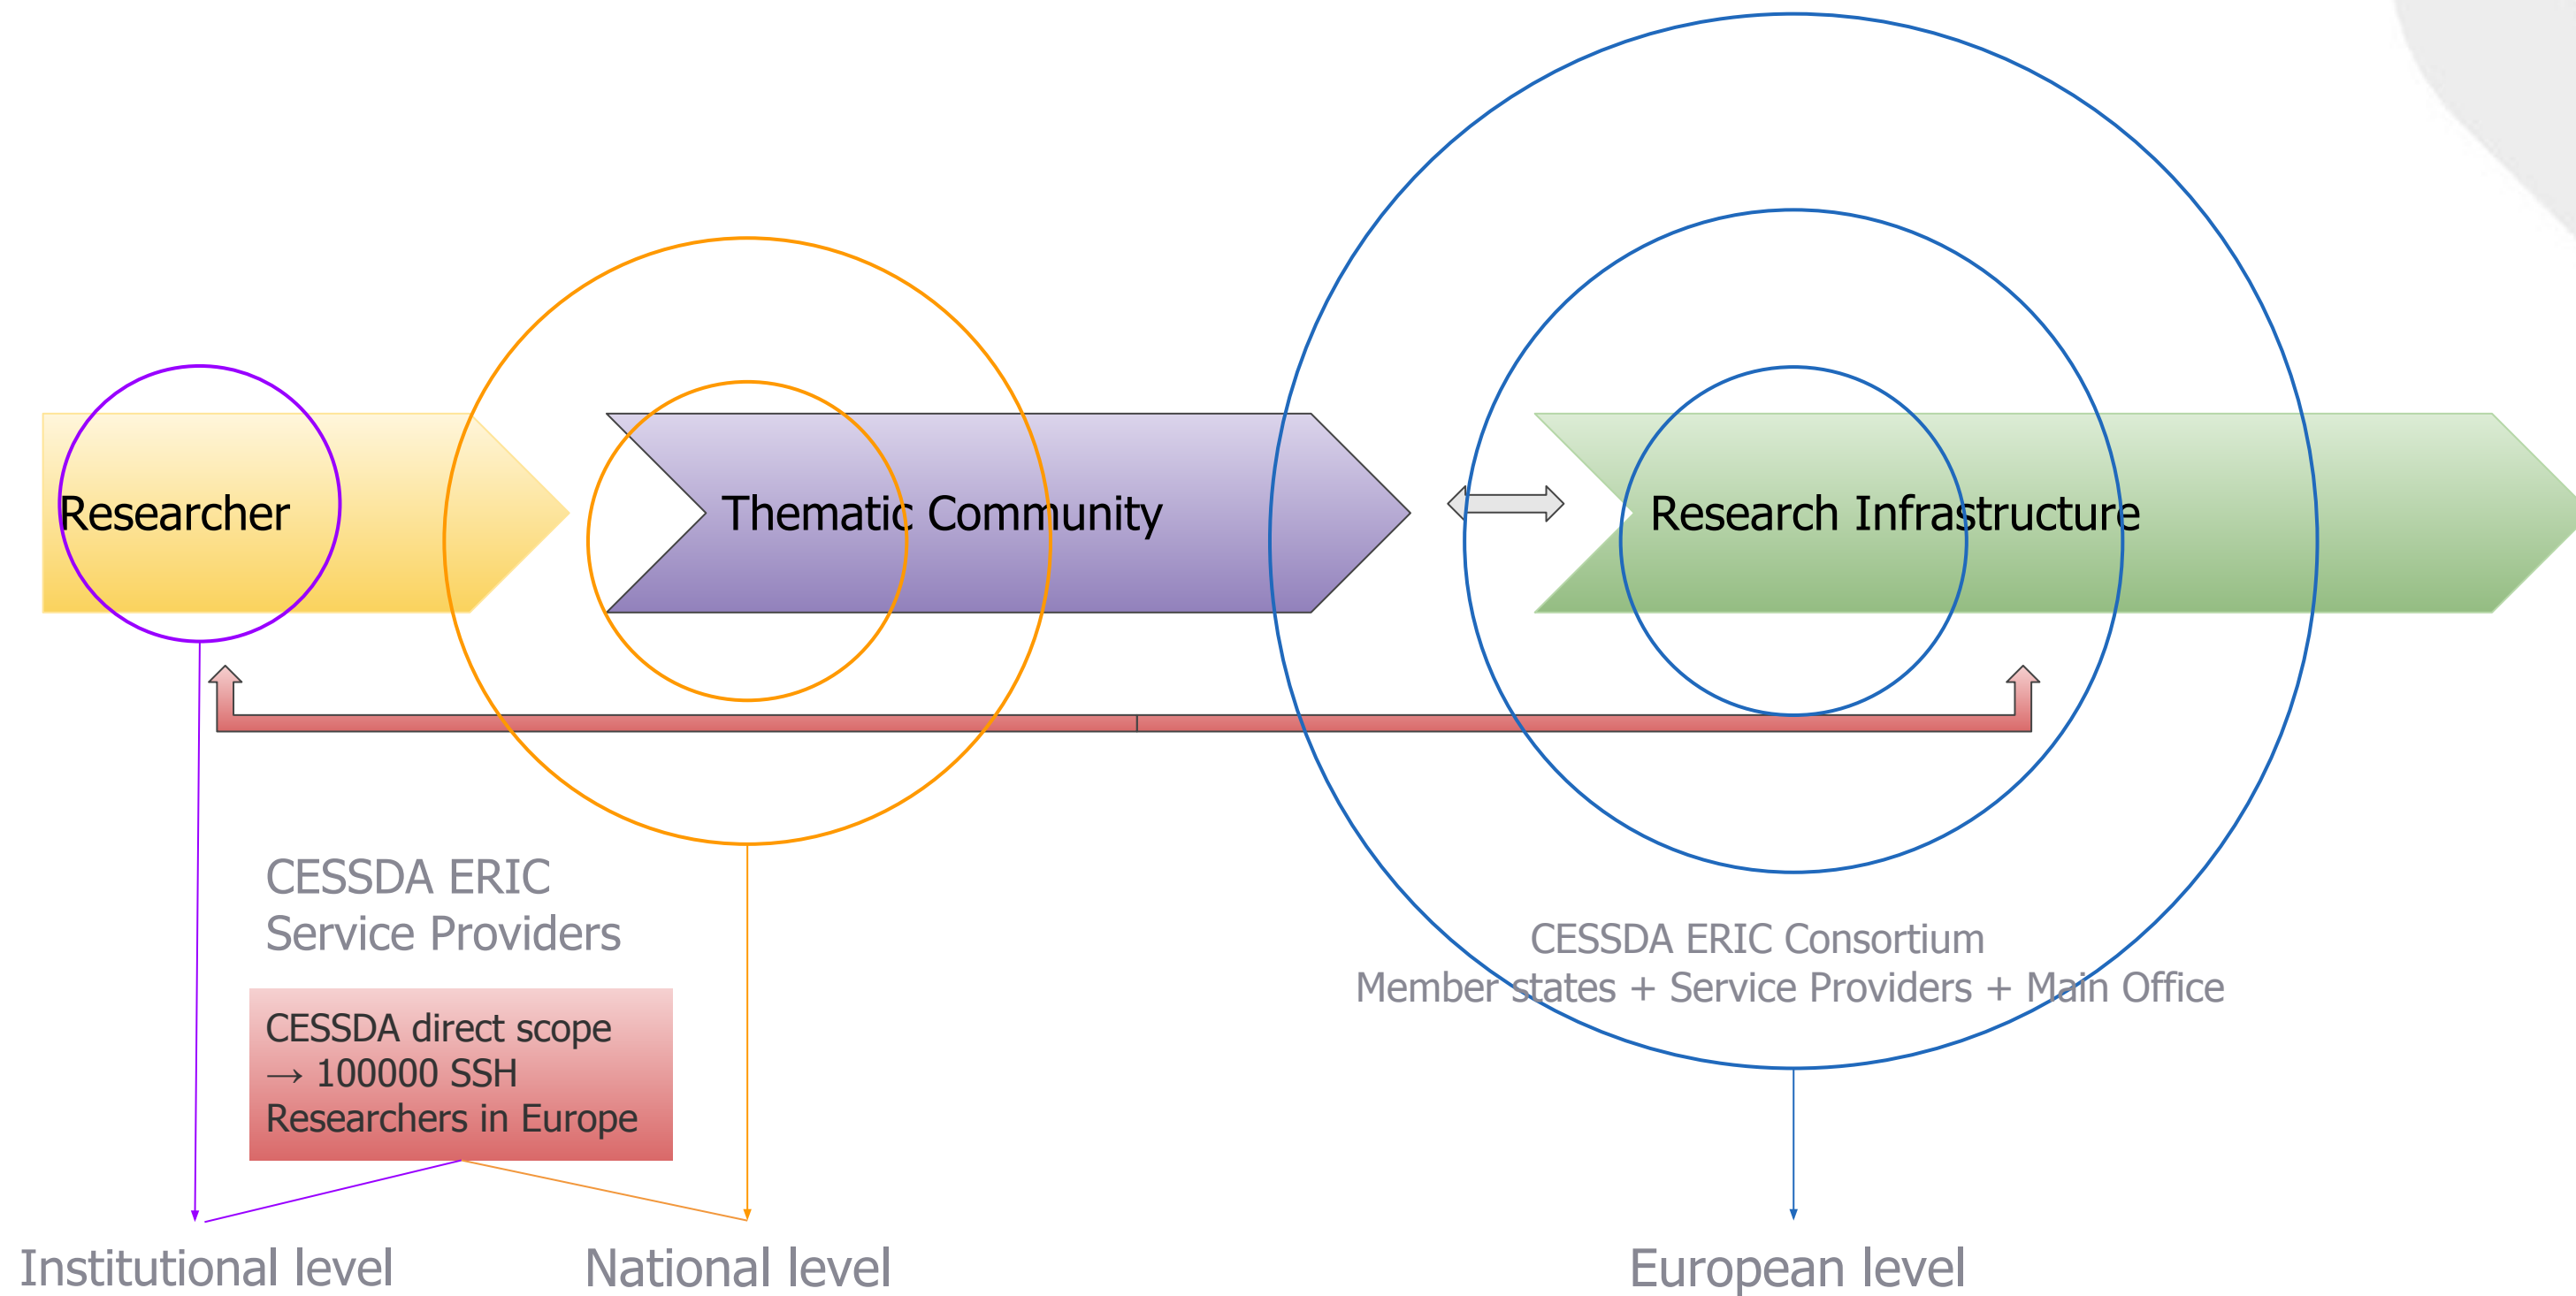 Researcher
Thematic Community
Research Infrastructure
CESSDA ERIC
Service Providers
CESSDA direct scope
→ 100000 SSH
Researchers in Europe
CESSDA ERIC Consortium
Member states + Service Providers + Main Office
Institutional level
National level
European level